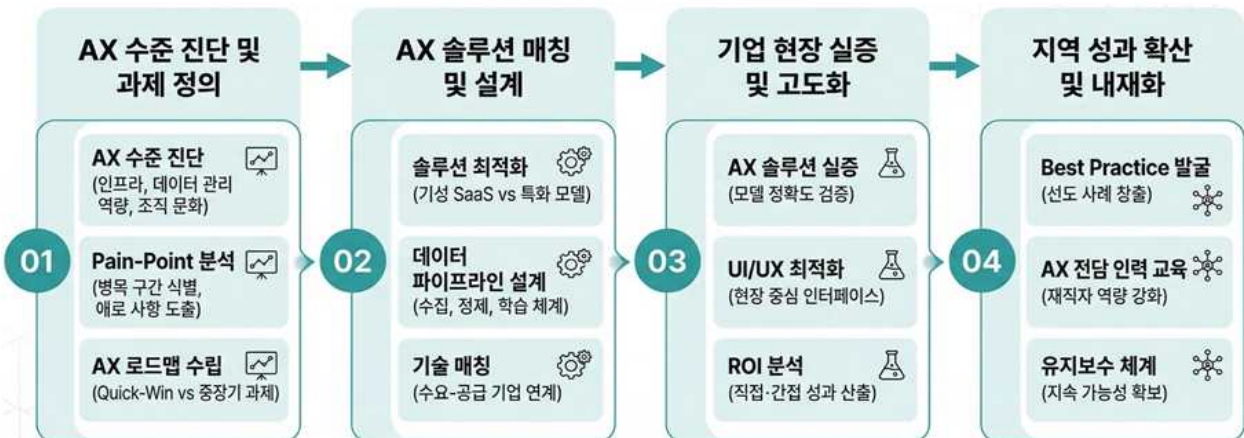 AX 수준 진단 및
과제 정의
AX 솔루션 매칭
및 설계
기업 현장 실증
및 고도화
지역 성과 확산
및 내재화
01
AX 수준 진단
(인프라, 데이터 관리
역량, 조직 문화)
Pain-Point 분석
(병목 구간 식별,
애로 사항 도출)
AX 로드맵 수립
(Quick-Win vs 중장기 과제)
02
솔루션 최적화
(기성 SaaS vs 특화 모델)
데이터
파이프라인 설계
(수집, 정제, 학습 체계)
기술 매칭
(수요-공급 기업 연계)
03
AX 솔루션 실증
(모델 정확도 검증)
UI/UX 최적화
(현장 중심 인터페이스)
ROI 분석
(직접·간접 성과 산출)
04
Best Practice 발굴
(선도 사례 창출)
AX 전담 인력 교육
(재직자 역량 강화)
유지보수 체계
(지속 가능성 확보)